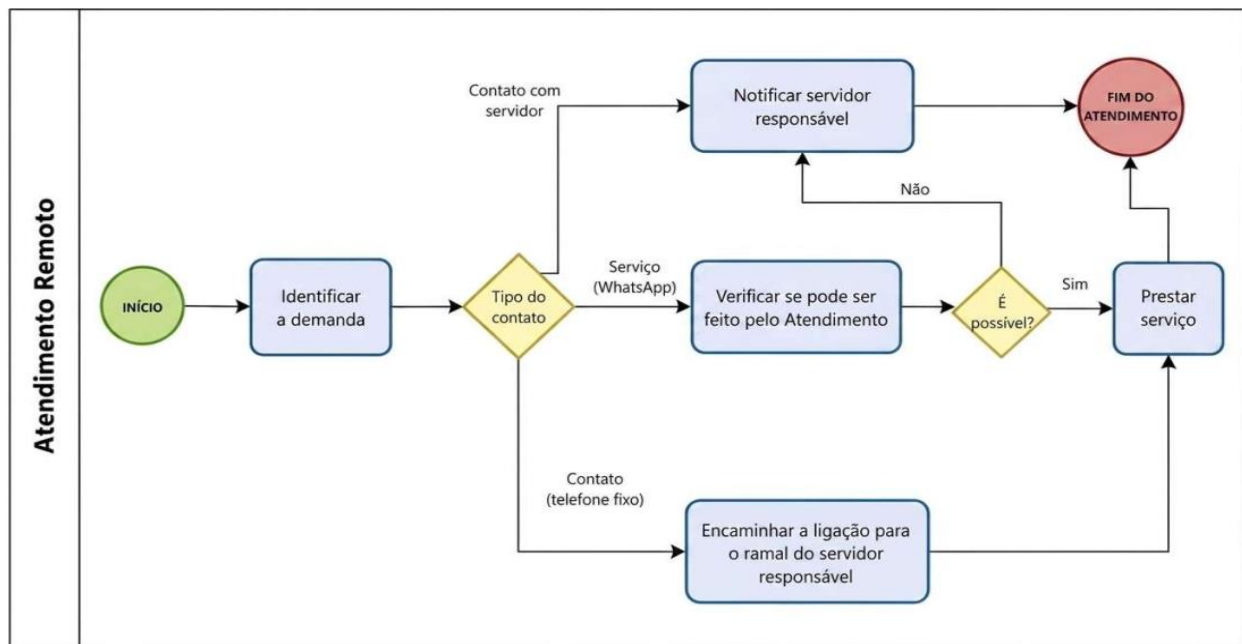 Atendimento Remoto
INÍCIO
Identificar
a demanda
Tipo do
contato
Contato com
servidor
Notificar servidor
responsável
FIM DO
ATENDIMENTO
Não
Serviço
(WhatsApp)
Verificar se pode ser
feito pelo Atendimento
É
possível?
Sim
Prestar
serviço
Contato
(telefone fixo)
Encaminhar a ligação para
o ramal do servidor
responsável